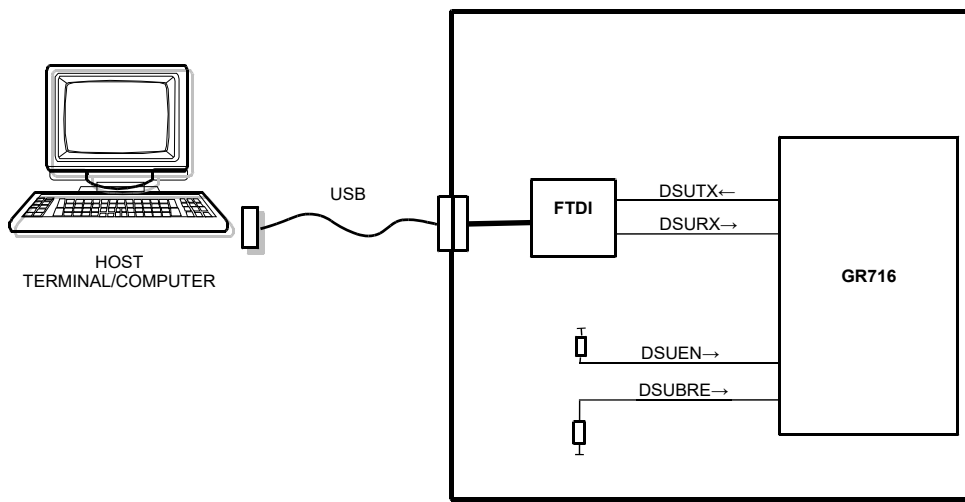 USB
HOST
TERMINAL/COMPUTER
FTDI
DSUTX←
DSURX→
GR716
DSUEN→
DSUBRE→